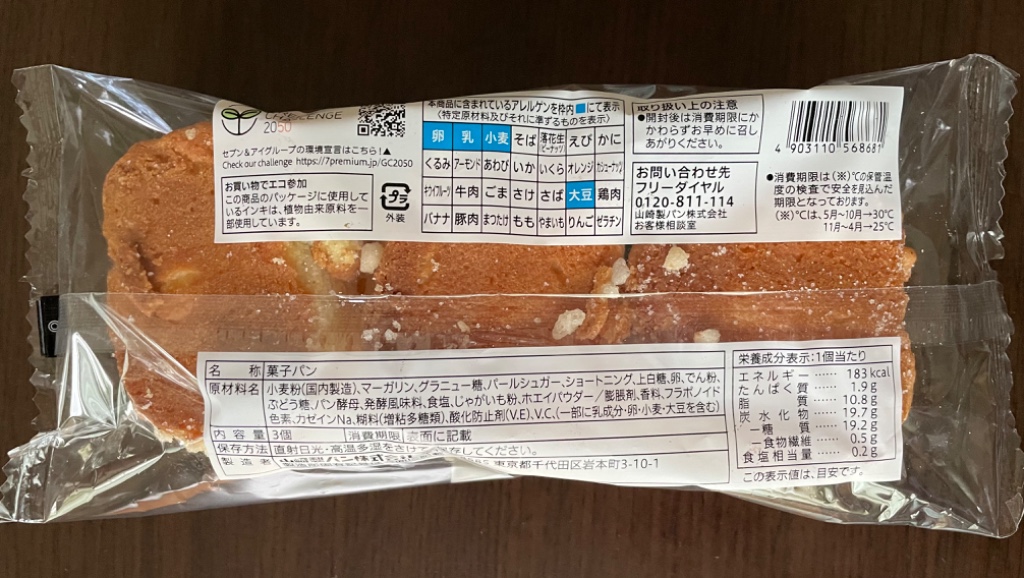 CHALLENGE
2050
セブン&アイグループの環境宣言はこちら!▲
Check our challenge https://7premium.jp/GC2050
お買い物でエコ参加
この商品のパッケージに使用して
いるインキは、植物由来原料を一
部使用しています。
プラ
外装
本商品に含まれているアレルゲンを枠内■にて表示
(特定原材料及びそれに準ずるものを表示)
卵 乳 小麦 そば 落花生(ピーナッツ) えび かに
くるみ アーモンド あわび いか いくら オレンジ カシューナッツ
キウイフルーツ 牛肉 ごま さけ さば 大豆 鶏肉
バナナ 豚肉 まつたけ もも やまいも りんご ゼラチン
取り扱い上の注意
●開封後は消費期限にか
かわらずお早めに召し
あがりください。
お問い合わせ先
フリーダイヤル
0120-811-114
山崎製パン株式会社
お客様相談室
4 903110 568681
●消費期限は(※)℃の保管温
度の検査で安全を見込んだ
期限となっております。
(※)℃は、5月~10月→30℃
11月~4月→25℃
名 称 菓子パン
原材料名 小麦粉(国内製造)、マーガリン、グラニュー糖、パールシュガー、ショートニング、上白糖、卵、でん粉、
ぶどう糖、パン酵母、発酵風味料、食塩、じゃがいも粉、ホエイパウダー/膨脹剤、香料、フラボノイド
色素、カゼインNa、糊料(増粘多糖類)、酸化防止剤(V.E)、V.C、(一部に乳成分・卵・小麦・大豆を含む)
内 容 量 3個 消費期限 表面に記載
保存方法 直射日光・高温多湿をさけて保存してください。
製 造 者 東京都千代田区岩本町3-10-1
栄養成分表示:1個当たり
エネルギー …… 183 kcal
たんぱく質 …… 1.9g
脂 質 …… 10.8g
炭水化物 …… 19.7g
-糖 質 …… 19.2g
-食物繊維 …… 0.5g
食塩相当量 …… 0.2g
この表示値は、目安です。